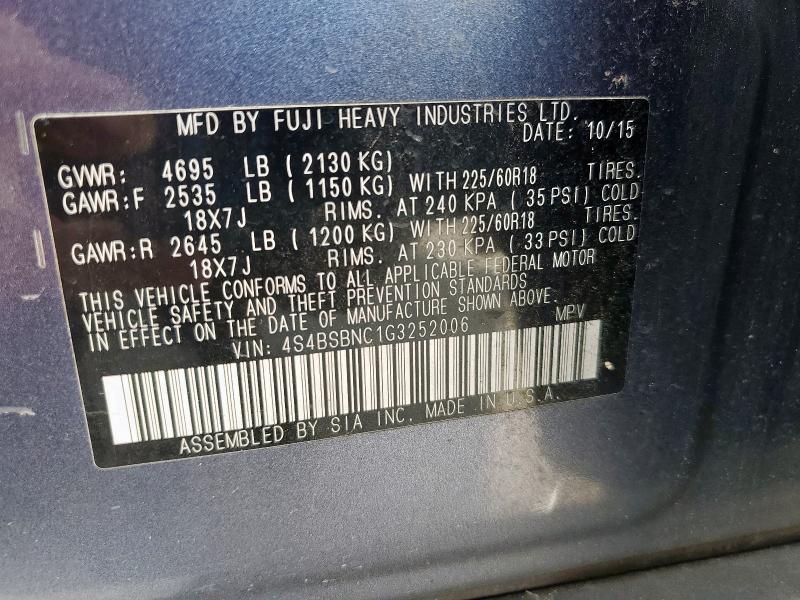 MFD BY FUJI HEAVY INDUSTRIES LTD.
DATE: 10/15
GVWR: 4695 LB (2130 KG)
GAWR:F 2535 LB (1150 KG) WITH 225/60R18 TIRES.
18X7J RIMS. AT 240 KPA (35 PSI) COLD
GAWR:R 2645 LB (1200 KG) WITH 225/60R18 TIRES.
18X7J RIMS. AT 230 KPA (33 PSI) COLD
THIS VEHICLE CONFORMS TO ALL APPLICABLE FEDERAL MOTOR
VEHICLE SAFETY AND THEFT PREVENTION STANDARDS
IN EFFECT ON THE DATE OF MANUFACTURE SHOWN ABOVE.
VIN: 4S4BSBNC1G3252006 MPV
ASSEMBLED BY SIA INC. MADE IN U.S.A.